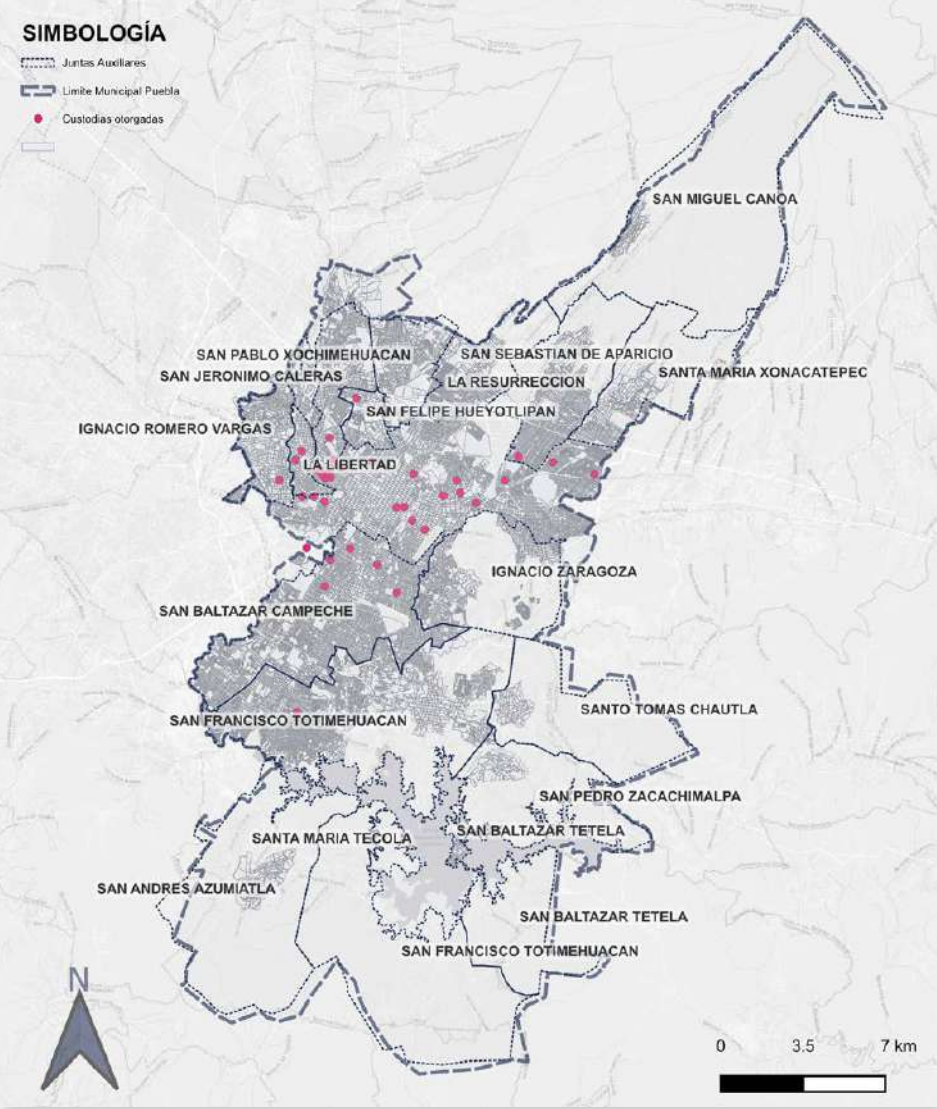 SIMBOLOGÍA
Juntas Auxiliares
Limite Municipal Puebla
Custodias otorgadas
SAN MIGUEL CANOA
SAN PABLO XOCHIMEHUACAN
SAN SEBASTIAN DE APARICIO
SAN JERONIMO CALERAS
LA RESURRECCION
SANTA MARIA XONACATEPEC
SAN FELIPE HUEYOTLIPAN
IGNACIO ROMERO VARGAS
LA LIBERTAD
IGNACIO ZARAGOZA
SAN BALTAZAR CAMPECHE
SANTO TOMAS CHAUTLA
SAN FRANCISCO TOTIMEHUACAN
SAN PEDRO ZACACHIMALPA
SANTA MARIA TECOLA
SAN BALTAZAR TETELA
SAN ANDRES AZUMIATLA
SAN BALTAZAR TETELA
SAN FRANCISCO TOTIMEHUACAN
N
0 3.5 7 km